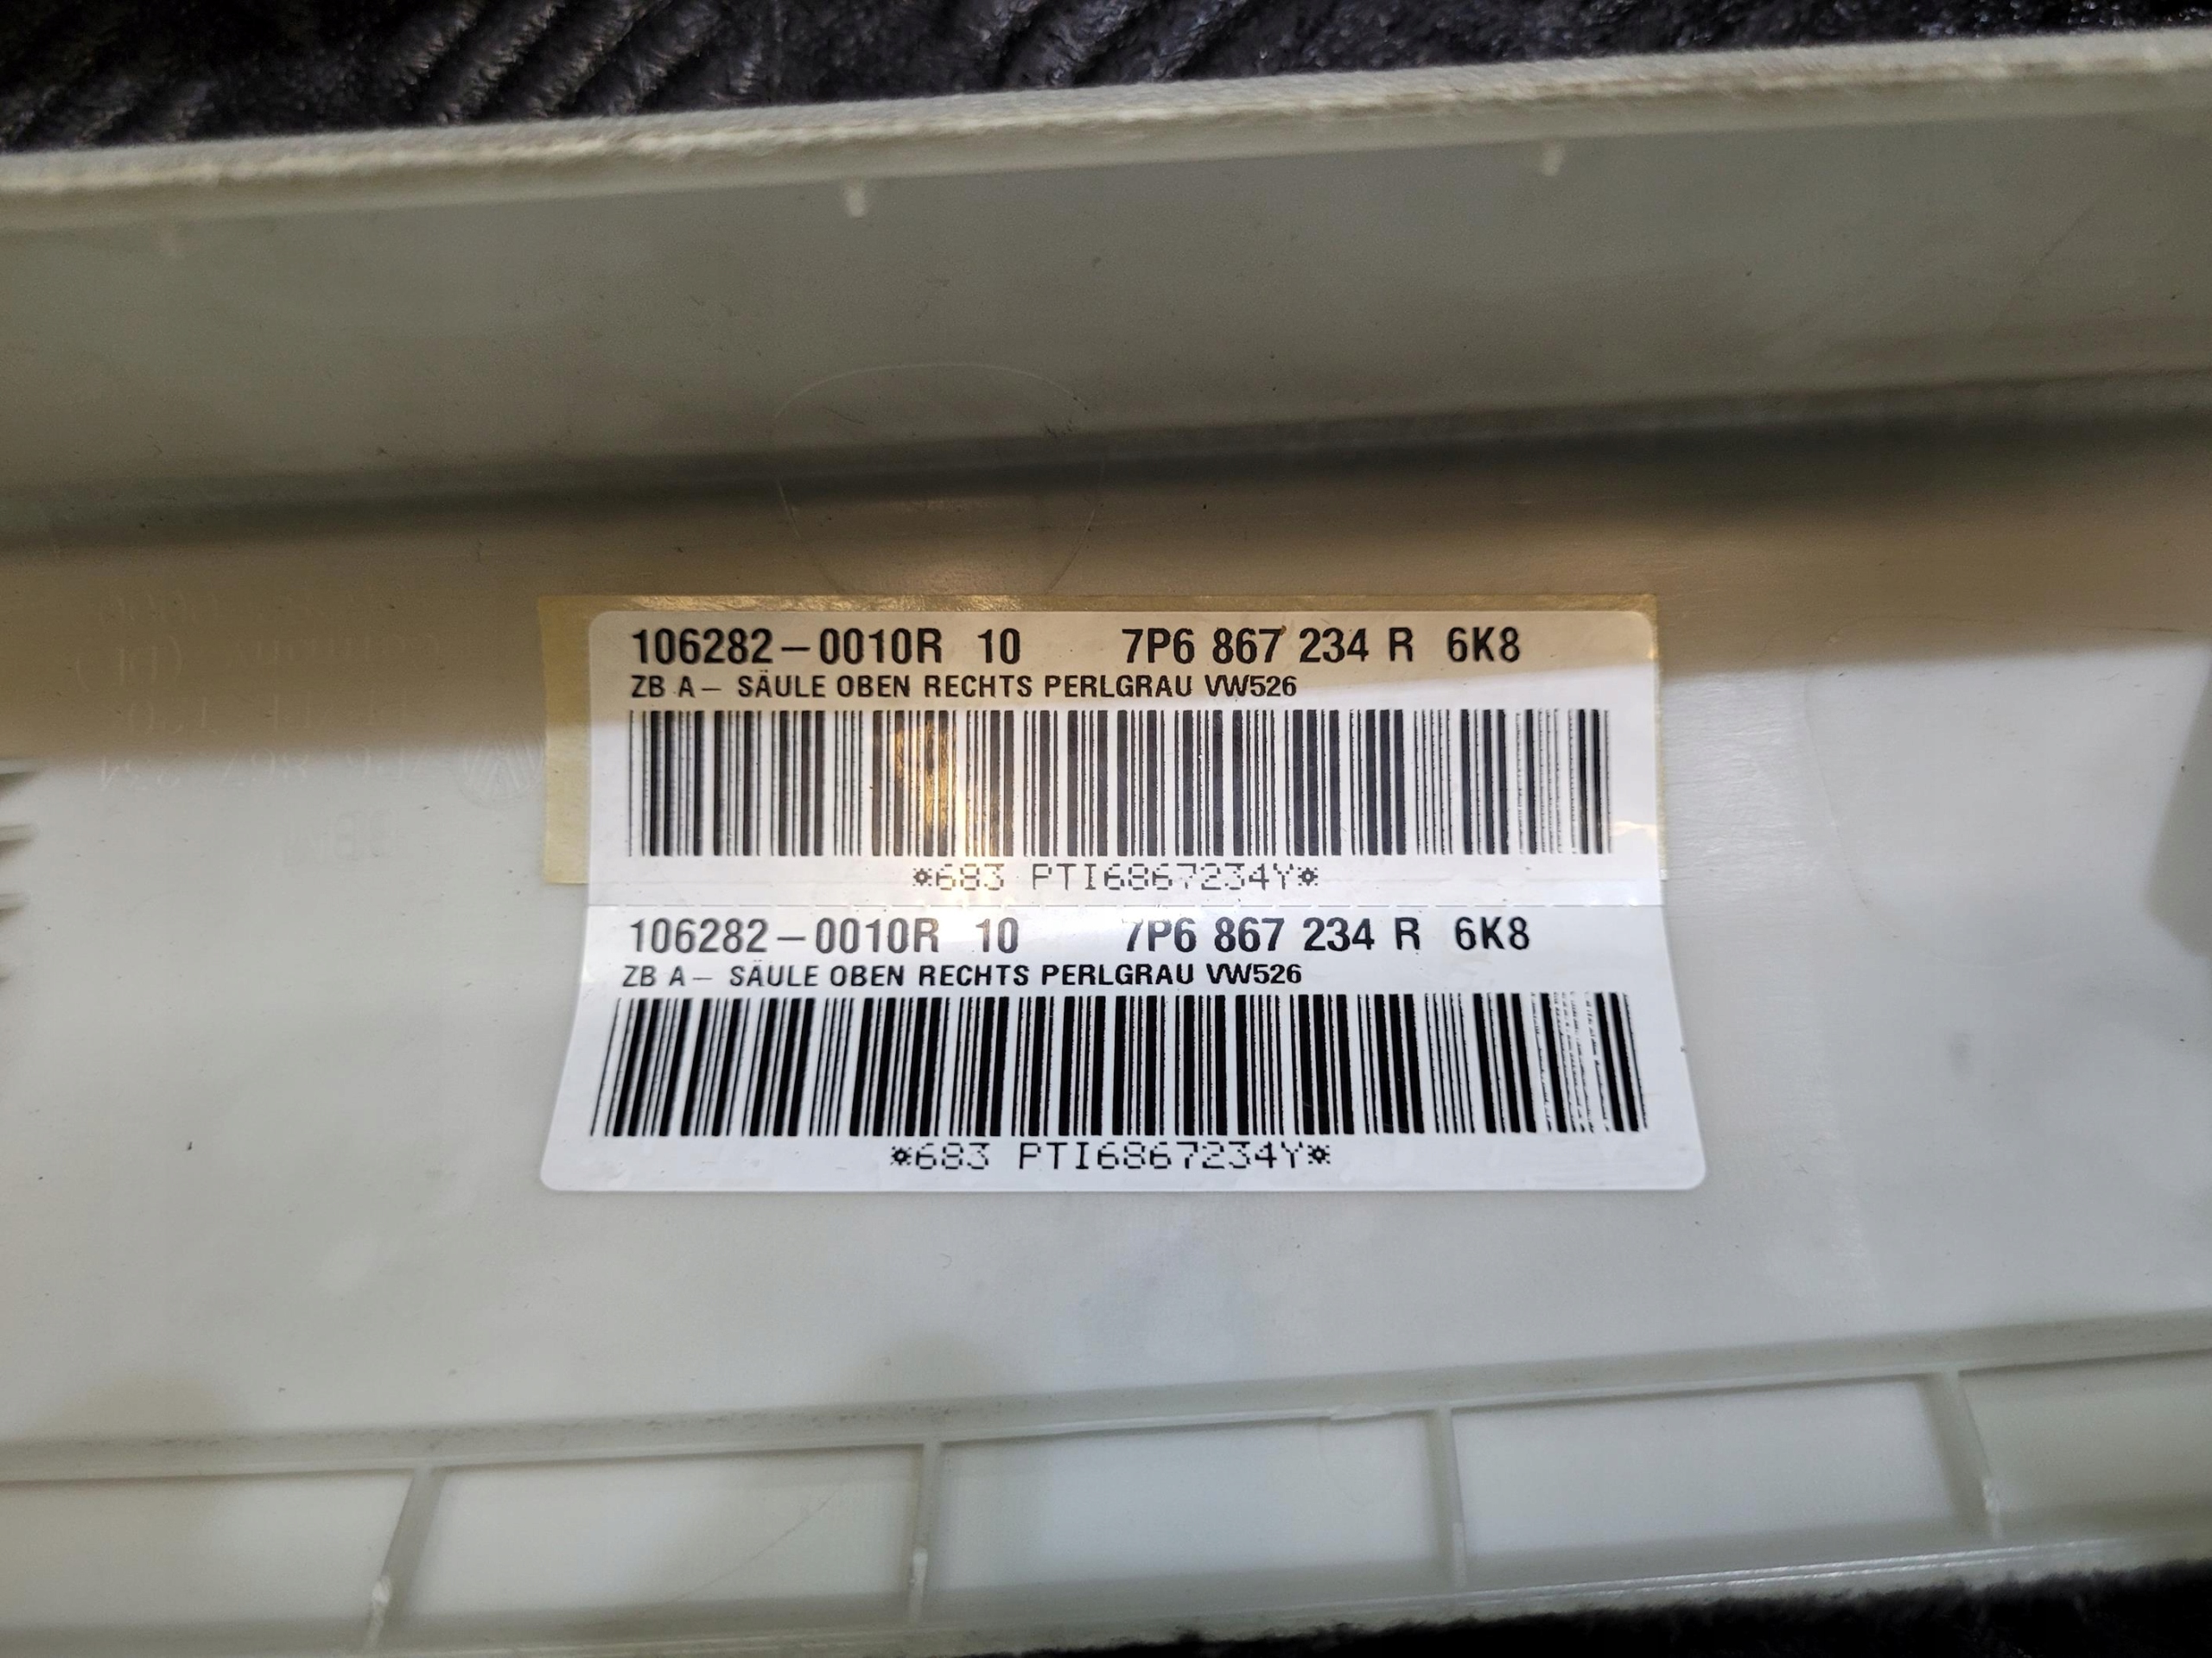 106282-0010R 10 7P6 867 234 R 6K8
ZB A- SÄULE OBEN RECHTS PERLGRAU VW526
*683 PTI6867234Y*
106282-0010R 10 7P6 867 234 R 6K8
ZB A- SÄULE OBEN RECHTS PERLGRAU VW526
*683 PTI6867234Y*